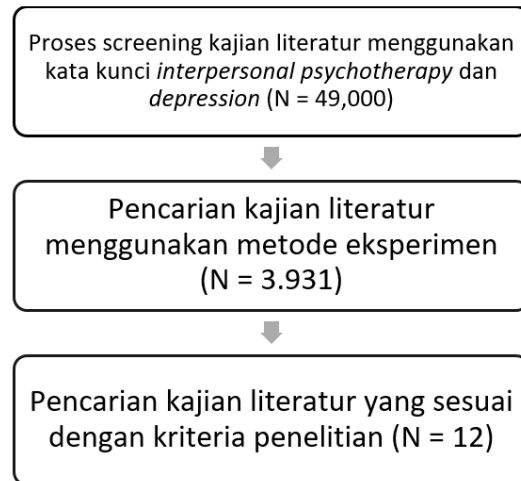 Proses screening kajian literatur menggunakan
kata kunci interpersonal psychotherapy dan
depression (N = 49,000)
Pencarian kajian literatur
menggunakan metode eksperimen
(N = 3.931)
Pencarian kajian literatur yang sesuai
dengan kriteria penelitian (N = 12)